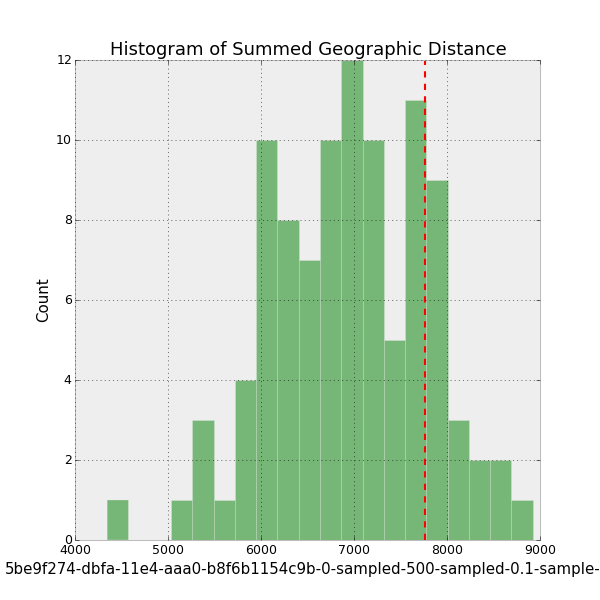 Histogram of Summed Geographic Distance
12
10
8
6
4
2
0
Count
4000 5000 6000 7000 8000 9000
5be9f274-dbfa-11e4-aaa0-b8f6b1154c9b-0-sampled-500-sampled-0.1-sample-